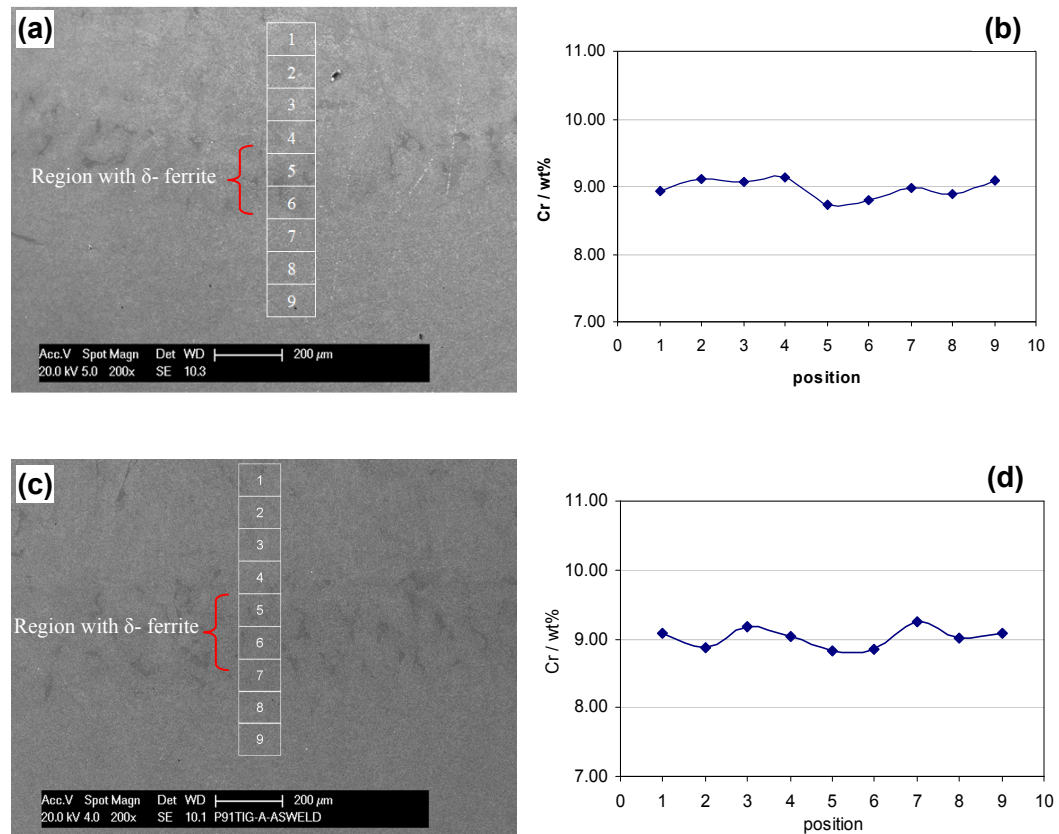 (a)
1
2
3
4
5
6
7
8
9
Region with δ- ferrite
Acc.V Spot Magn Det WD 200 µm
20.0 kV 5.0 200x SE 10.3
(b)
11.00
10.00
9.00
8.00
7.00
Cr / wt%
0 1 2 3 4 5 6 7 8 9 10
position
(c)
1
2
3
4
5
6
7
8
9
Region with δ- ferrite
Acc.V Spot Magn Det WD 200 µm
20.0 kV 4.0 200x SE 10.1 P91TIG-A-ASWELD
(d)
11.00
10.00
9.00
8.00
7.00
Cr / wt%
0 1 2 3 4 5 6 7 8 9 10
position